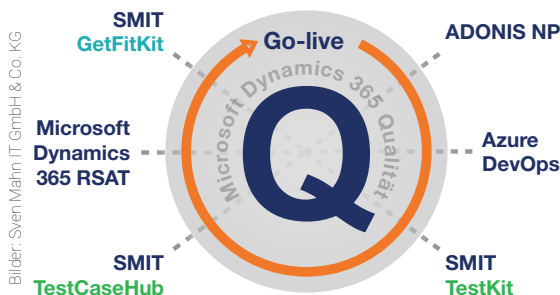 SMIT
GetFitKit
Go-live
ADONIS NP
Microsoft Dynamics 365 Qualität
Q
Microsoft
Dynamics
365 RSAT
Azure
DevOps
SMIT
TestCaseHub
SMIT
TestKit
Bilder: Sven Mahn IT GmbH & Co. KG